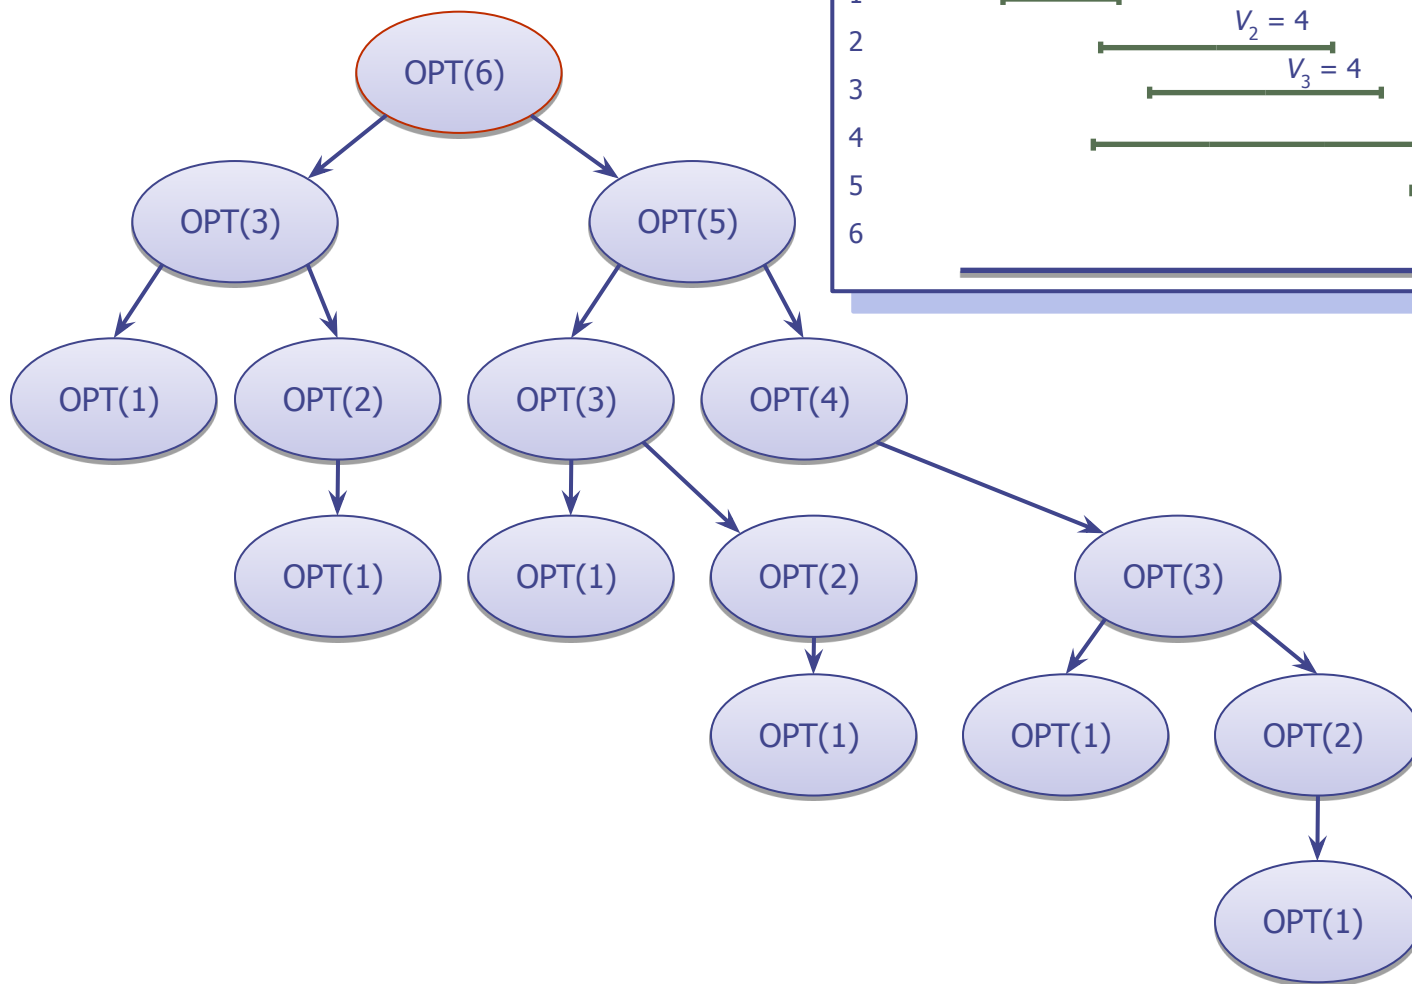 1
V2 = 4
2
OPT(6)
V3 = 4
3
4
5
OPT(3) OPT(5)
6
OPT(1) OPT(2) OPT(3) OPT(4)
OPT(1) OPT(1) OPT(2) OPT(3)
OPT(1) OPT(1) OPT(2)
OPT(1)